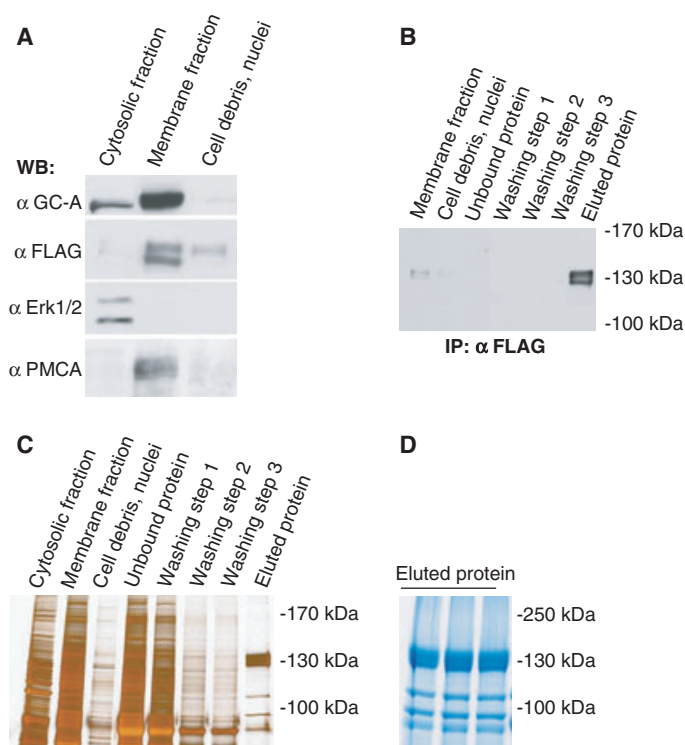 A
Cytosolic fraction
Membrane fraction
Cell debris, nuclei
WB:
α GC-A
α FLAG
α Erk1/2
α PMCA
B
Membrane fraction
Cell debris, nuclei
Unbound protein
Washing step 1
Washing step 2
Washing step 3
Eluted protein
-170 kDa
-130 kDa
-100 kDa
IP: α FLAG
C
Cytosolic fraction
Membrane fraction
Cell debris, nuclei
Unbound protein
Washing step 1
Washing step 2
Washing step 3
Eluted protein
-170 kDa
-130 kDa
-100 kDa
D
Eluted protein
-250 kDa
-130 kDa
-100 kDa